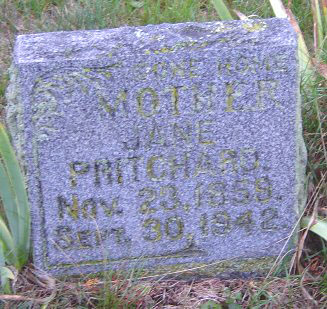 GONE HOME
MOTHER
JANE
PRITCHARD
NOV. 23, 1859.
SEPT. 30, 1942